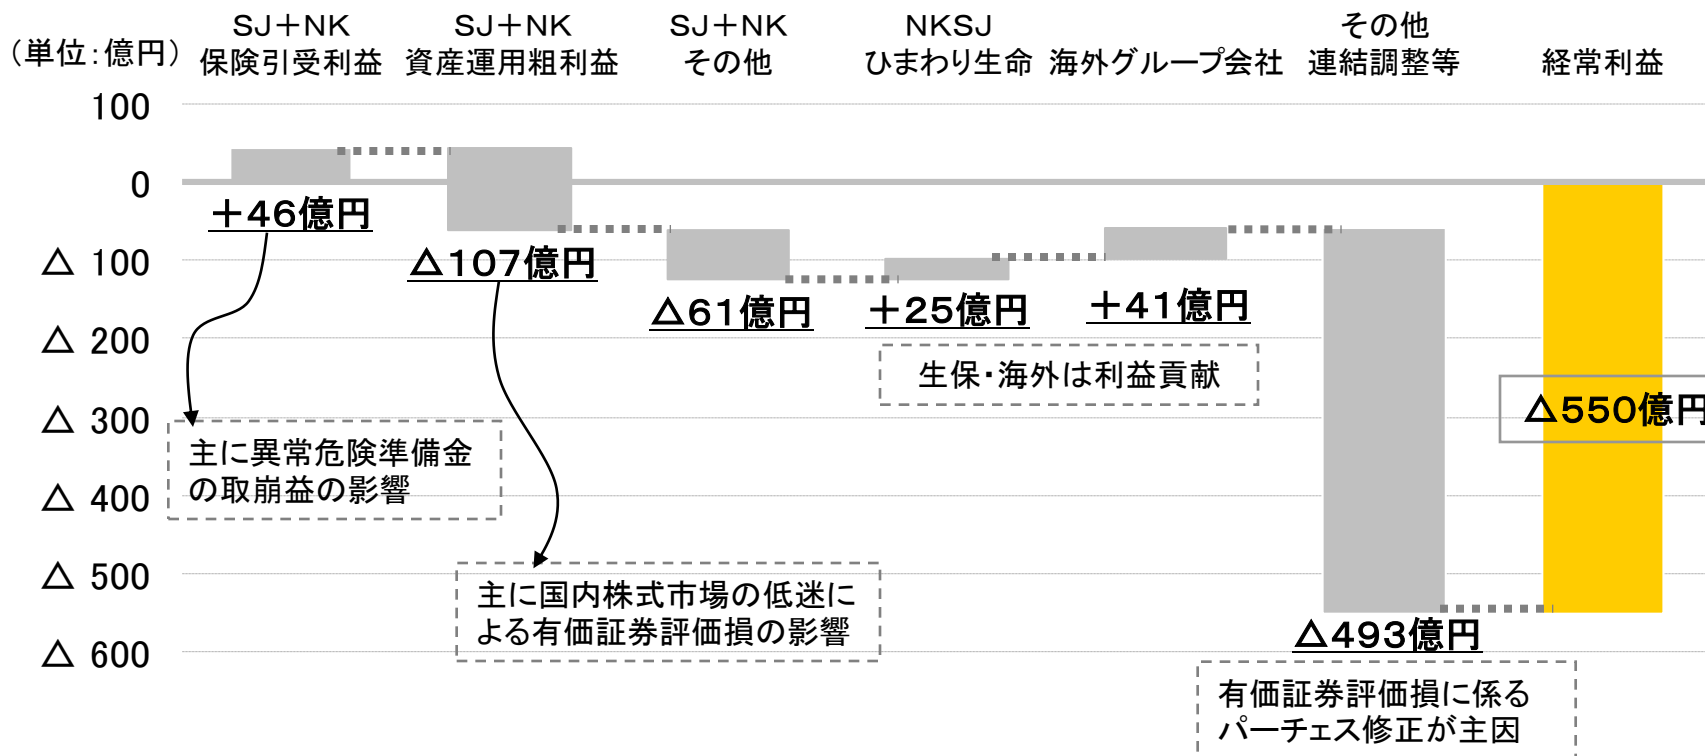 (単位:億円)
SJ+NK
保険引受利益
SJ+NK
資産運用粗利益
SJ+NK
その他
NKSJ
ひまわり生命
海外グループ会社
その他
連結調整等
経常利益
100
0
△ 100
△ 200
△ 300
△ 400
△ 500
△ 600
+46億円
△107億円
△61億円
+25億円
+41億円
△493億円
△550億円
生保・海外は利益貢献
主に異常危険準備金
の取崩益の影響
主に国内株式市場の低迷に
よる有価証券評価損の影響
有価証券評価損に係る
パーチェス修正が主因